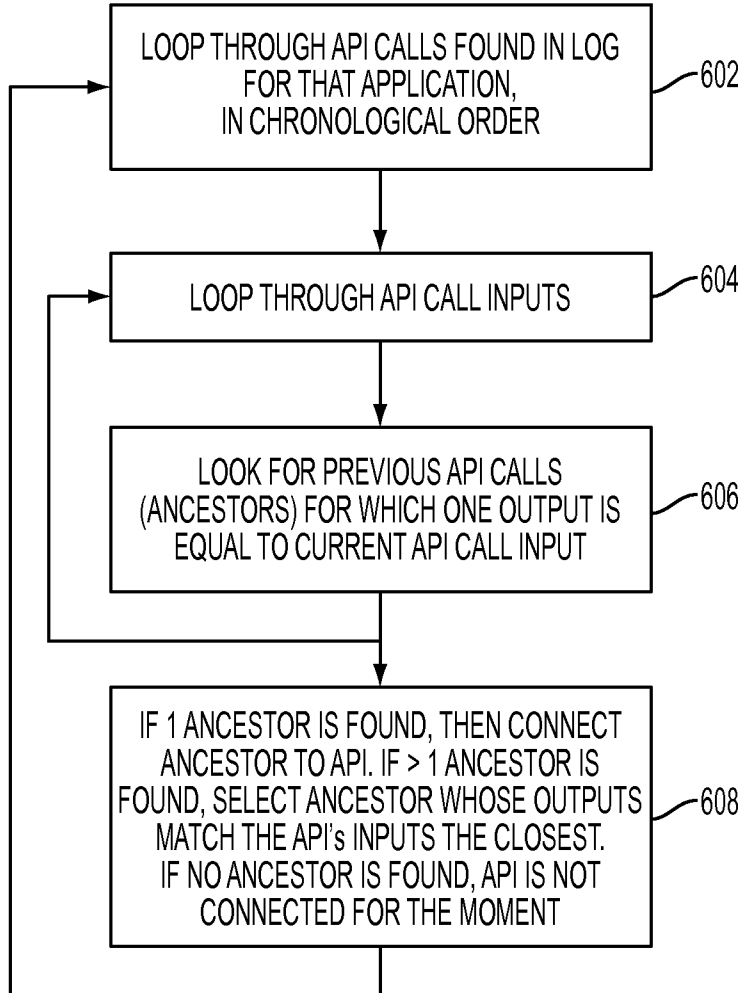 LOOP THROUGH API CALLS FOUND IN LOG
FOR THAT APPLICATION,
IN CHRONOLOGICAL ORDER
602
LOOP THROUGH API CALL INPUTS
604
LOOK FOR PREVIOUS API CALLS
(ANCESTORS) FOR WHICH ONE OUTPUT IS
EQUAL TO CURRENT API CALL INPUT
606
IF 1 ANCESTOR IS FOUND, THEN CONNECT
ANCESTOR TO API. IF > 1 ANCESTOR IS
FOUND, SELECT ANCESTOR WHOSE OUTPUTS
MATCH THE API's INPUTS THE CLOSEST.
IF NO ANCESTOR IS FOUND, API IS NOT
CONNECTED FOR THE MOMENT
608